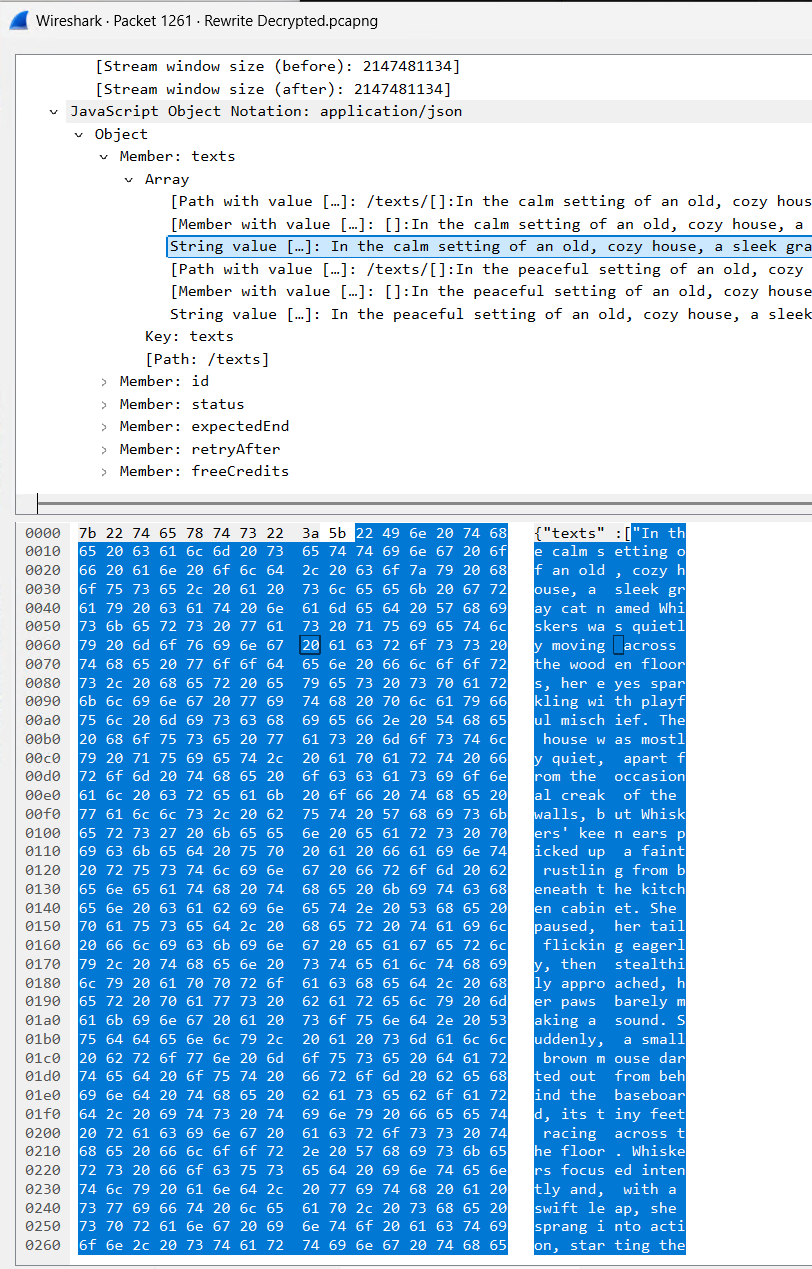 Wireshark · Packet 1261 · Rewrite Decrypted.pcapng
[Stream window size (before): 2147481134]
[Stream window size (after): 2147481134]
JavaScript Object Notation: application/json
Object
Member: texts
Array
[Path with value […]: /texts/[]:In the calm setting of an old, cozy hous
[Member with value […]: []:In the calm setting of an old, cozy house, a
String value […]: In the calm setting of an old, cozy house, a sleek gra
[Path with value […]: /texts/[]:In the peaceful setting of an old, cozy
[Member with value […]: []:In the peaceful setting of an old, cozy house
String value […]: In the peaceful setting of an old, cozy house, a sleek
Key: texts
[Path: /texts]
Member: id
Member: status
Member: expectedEnd
Member: retryAfter
Member: freeCredits
0000 7b 22 74 65 78 74 73 22 3a 5b 22 49 6e 20 74 68 {"texts" :["In th
0010 65 20 63 61 6c 6d 20 73 65 74 74 69 6e 67 20 6f e calm s etting o
0020 66 20 61 6e 20 6f 6c 64 2c 20 63 6f 7a 79 20 68 f an old , cozy h
0030 6f 75 73 65 2c 20 61 20 73 6c 65 65 6b 20 67 72 ouse, a sleek gr
0040 61 79 20 63 61 74 20 6e 61 6d 65 64 20 57 68 69 ay cat n amed Whi
0050 73 6b 65 72 73 20 77 61 73 20 71 75 69 65 74 6c skers wa s quietl
0060 79 20 6d 6f 76 69 6e 67 20 61 63 72 6f 73 73 20 y moving across
0070 74 68 65 20 77 6f 6f 64 65 6e 20 66 6c 6f 6f 72 the wood en floor
0080 73 2c 20 68 65 72 20 65 79 65 73 20 73 70 61 72 s, her e yes spar
0090 6b 6c 69 6e 67 20 77 69 74 68 20 70 6c 61 79 66 kling wi th playf
00a0 75 6c 20 6d 69 73 63 68 69 65 66 2e 20 54 68 65 ul misch ief. The
00b0 20 68 6f 75 73 65 20 77 61 73 20 6d 6f 73 74 6c house w as mostl
00c0 79 20 71 75 69 65 74 2c 20 61 70 61 72 74 20 66 y quiet, apart f
00d0 72 6f 6d 20 74 68 65 20 6f 63 63 61 73 69 6f 6e rom the occasion
00e0 61 6c 20 63 72 65 61 6b 20 6f 66 20 74 68 65 20 al creak of the
00f0 77 61 6c 6c 73 2c 20 62 75 74 20 57 68 69 73 6b walls, b ut Whisk
0100 65 72 73 27 20 6b 65 65 6e 20 65 61 72 73 20 70 ers' kee n ears p
0110 69 63 6b 65 64 20 75 70 20 61 20 66 61 69 6e 74 icked up a faint
0120 20 72 75 73 74 6c 69 6e 67 20 66 72 6f 6d 20 62 rustlin g from b
0130 65 6e 65 61 74 68 20 74 68 65 20 6b 69 74 63 68 eneath t he kitch
0140 65 6e 20 63 61 62 69 6e 65 74 2e 20 53 68 65 20 en cabin et. She
0150 70 61 75 73 65 64 2c 20 68 65 72 20 74 61 69 6c paused, her tail
0160 20 66 6c 69 63 6b 69 6e 67 20 65 61 67 65 72 6c flickin g eagerl
0170 79 2c 20 74 68 65 6e 20 73 74 65 61 6c 74 68 69 y, then stealthi
0180 6c 79 20 61 70 70 72 6f 61 63 68 65 64 2c 20 68 ly appro ached, h
0190 65 72 20 70 61 77 73 20 62 61 72 65 6c 79 20 6d er paws barely m
01a0 61 6b 69 6e 67 20 61 20 73 6f 75 6e 64 2e 20 53 aking a sound. S
01b0 75 64 64 65 6e 6c 79 2c 20 61 20 73 6d 61 6c 6c uddenly, a small
01c0 20 62 72 6f 77 6e 20 6d 6f 75 73 65 20 64 61 72 brown m ouse dar
01d0 74 65 64 20 6f 75 74 20 66 72 6f 6d 20 62 65 68 ted out from beh
01e0 69 6e 64 20 74 68 65 20 62 61 73 65 62 6f 61 72 ind the baseboar
01f0 64 2c 20 69 74 73 20 74 69 6e 79 20 66 65 65 74 d, its t iny feet
0200 20 72 61 63 69 6e 67 20 61 63 72 6f 73 73 20 74 racing across t
0210 68 65 20 66 6c 6f 6f 72 2e 20 57 68 69 73 6b 65 he floor . Whiske
0220 72 73 20 66 6f 63 75 73 65 64 20 69 6e 74 65 6e rs focus ed inten
0230 74 6c 79 20 61 6e 64 2c 20 77 69 74 68 20 61 20 tly and, with a
0240 73 77 69 66 74 20 6c 65 61 70 2c 20 73 68 65 20 swift le ap, she
0250 73 70 72 61 6e 67 20 69 6e 74 6f 20 61 63 74 69 sprang i nto acti
0260 6f 6e 2c 20 73 74 61 72 74 69 6e 67 20 74 68 65 on, star ting the